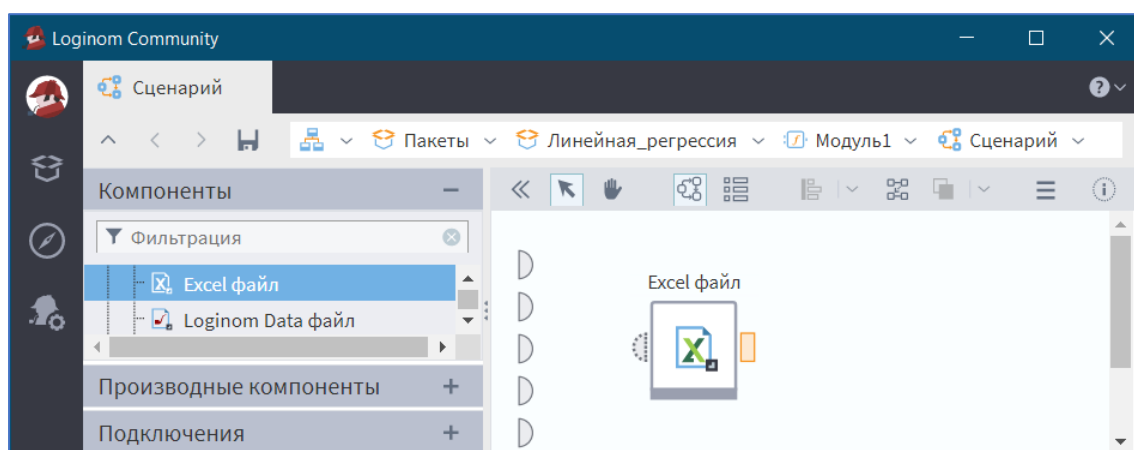 Loginom Community
Сценарий
Пакеты Линейная_регрессия Модуль1 Сценарий
Компоненты
Фильтрация
Excel файл
Loginom Data файл
Производные компоненты
Подключения
Excel файл